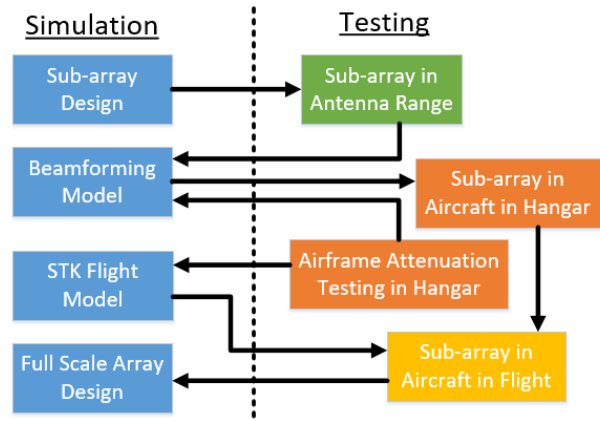 Simulation
Testing
Sub-array
Design
Sub-array in
Antenna Range
Beamforming
Model
Sub-array in
Aircraft in Hangar
STK Flight
Model
Airframe Attenuation
Testing in Hangar
Full Scale Array
Design
Sub-array in
Aircraft in Flight